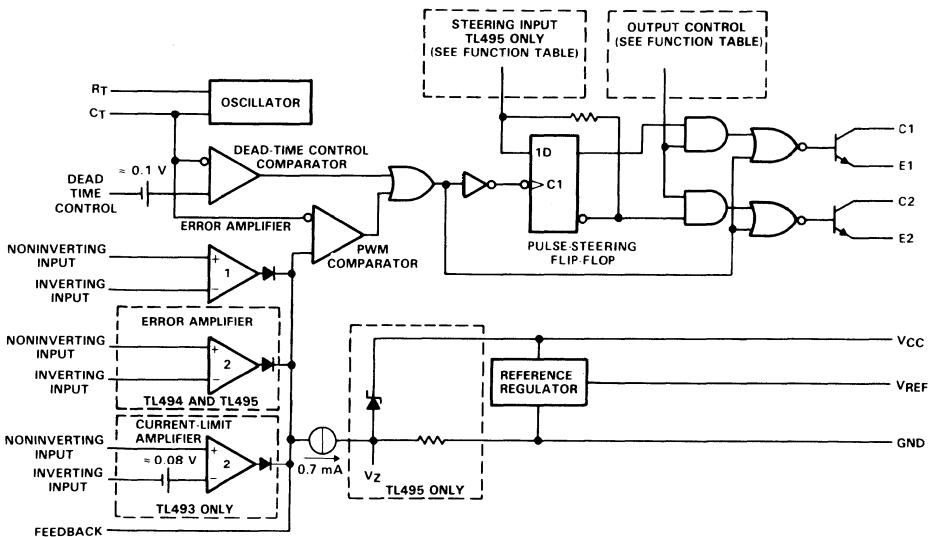 STEERING INPUT
TL495 ONLY
(SEE FUNCTION TABLE)
OUTPUT CONTROL
(SEE FUNCTION TABLE)
RT
CT
OSCILLATOR
DEAD-TIME CONTROL
COMPARATOR
≈ 0.1 V
DEAD
TIME
CONTROL
ERROR AMPLIFIER
PWM
COMPARATOR
1D
C1
PULSE-STEERING
FLIP-FLOP
C1
E1
C2
E2
NONINVERTING
INPUT
INVERTING
INPUT
+
1
−
ERROR AMPLIFIER
NONINVERTING
INPUT
INVERTING
INPUT
+
2
−
TL494 AND TL495
CURRENT-LIMIT
AMPLIFIER
NONINVERTING
INPUT
≈ 0.08 V
INVERTING
INPUT
+
2
−
TL493 ONLY
FEEDBACK
0.7 mA
VZ
TL495 ONLY
REFERENCE
REGULATOR
VCC
VREF
GND